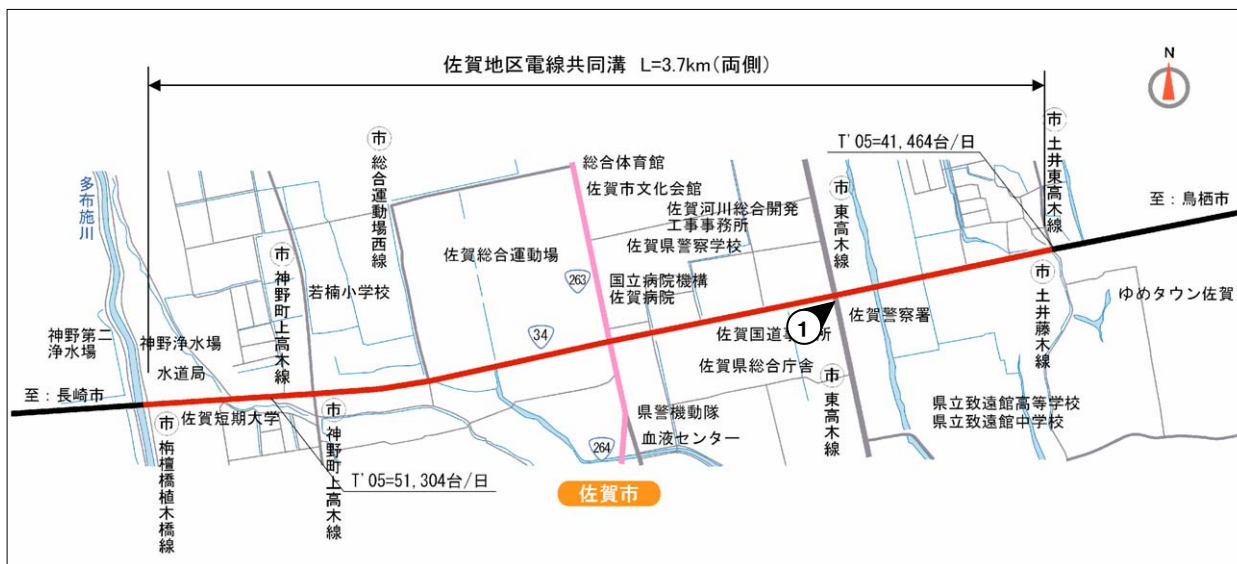 佐賀地区電線共同溝 L=3.7km(両側)
N
T'05=41,464台/日
㊥市 土井東高木線
至：鳥栖市
市 総合運動場西線
総合体育館
佐賀市文化会館
佐賀河川総合開発
工事事務所
佐賀県警察学校
市 東高木線
多布施川
市 神野町上高木線
若楠小学校
佐賀総合運動場
263
国立病院機構
佐賀病院
34
1
佐賀国道事
所
佐賀警察署
市 土井藤木線
ゆめタウン佐賀
神野第二
浄水場
神野浄水場
水道局
至：長崎市
佐賀短期大学
佐賀県総合庁舎
市 栴檀橋植木橋線
市 神野町上高木線
県警機動隊
血液センター
264
市 東高木線
県立致遠館高等学校
県立致遠館中学校
T'05=51,304台/日
佐賀市